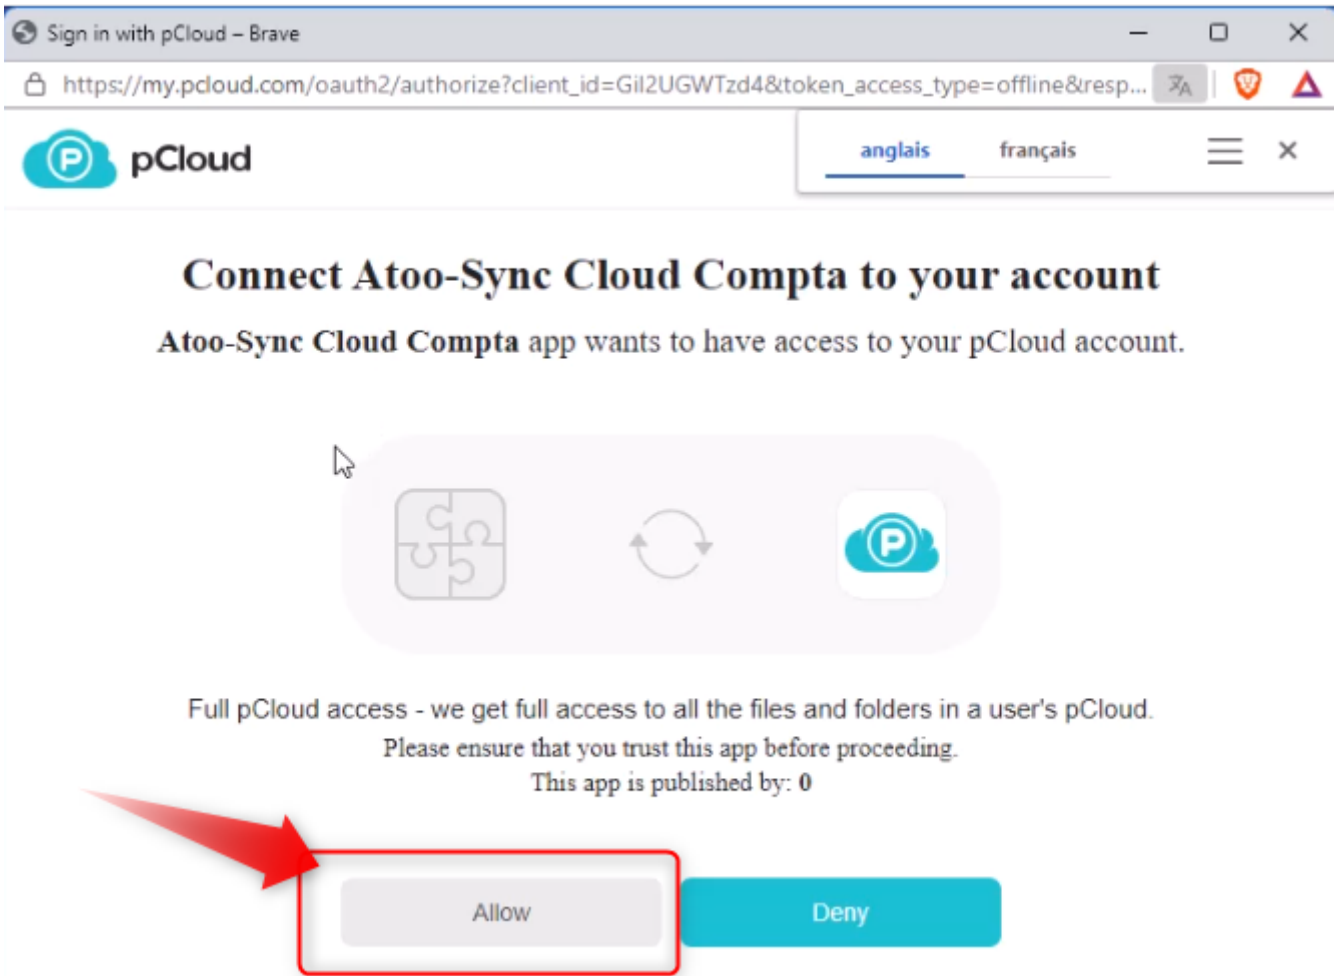 Sign in with pCloud – Brave
https://my.pcloud.com/oauth2/authorize?client_id=Gil2UGWTzd4&token_access_type=offline&resp...
pCloud
anglais français
Connect Atoo-Sync Cloud Compta to your account
Atoo-Sync Cloud Compta app wants to have access to your pCloud account.
Full pCloud access - we get full access to all the files and folders in a user's pCloud.
Please ensure that you trust this app before proceeding.
This app is published by: 0
Allow Deny